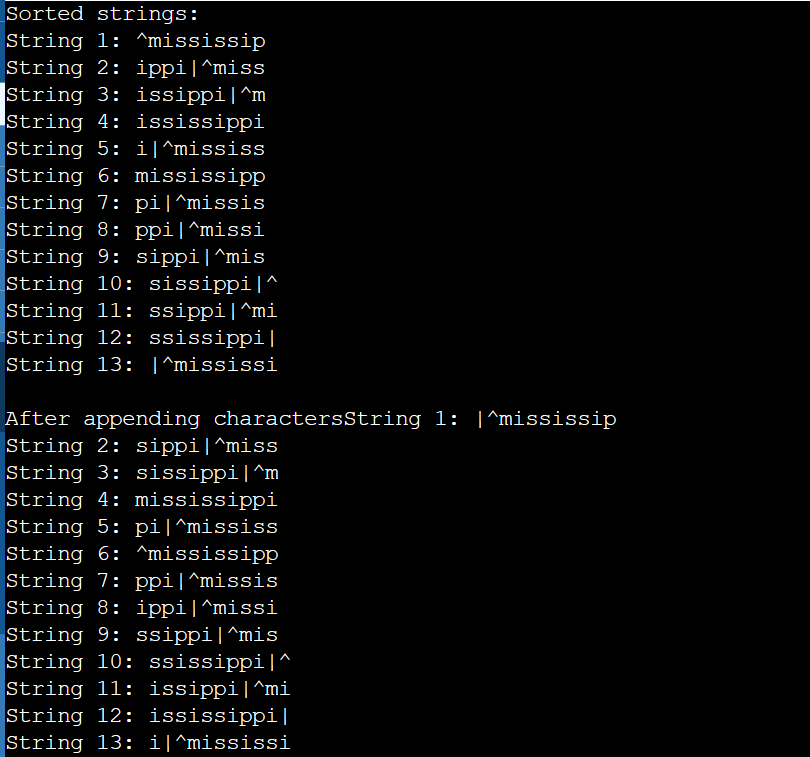 Sorted strings:
String 1: ^mississip
String 2: ippi|^miss
String 3: issippi|^m
String 4: ississippi
String 5: i|^mississ
String 6: mississipp
String 7: pi|^missis
String 8: ppi|^missi
String 9: sippi|^mis
String 10: sissippi|^
String 11: ssippi|^mi
String 12: ssissippi|
String 13: |^mississi
After appending charactersString 1: |^mississip
String 2: sippi|^miss
String 3: sissippi|^m
String 4: mississippi
String 5: pi|^mississ
String 6: ^mississipp
String 7: ppi|^missis
String 8: ippi|^missi
String 9: ssippi|^mis
String 10: ssissippi|^
String 11: issippi|^mi
String 12: ississippi|
String 13: i|^mississi